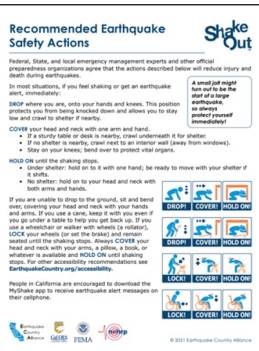 Recommended Earthquake
Safety Actions
Shake
Out
Federal, State, and local emergency management experts and other official
preparedness organizations agree that the actions described below will reduce injury and
death during earthquakes.
In most situations, if you feel shaking or get an earthquake
alert, immediately:
A small jolt might
turn out to be the
start of a large
earthquake,
so always
protect yourself
immediately!
DROP where you are, onto your hands and knees. This position
protects you from being knocked down and allows you to stay
low and crawl to shelter if nearby.
COVER your head and neck with one arm and hand.
• If a sturdy table or desk is nearby, crawl underneath it for shelter.
• If no shelter is nearby, crawl next to an interior wall (away from windows).
• Stay on your knees; bend over to protect vital organs.
HOLD ON until the shaking stops.
• Under shelter: hold on to it with one hand; be ready to move with your shelter if
it shifts.
• No shelter: hold on to your head and neck with
both arms and hands.
If you are unable to drop to the ground, sit and bend
over, covering your head and neck with your hands
and arms. If you use a cane, keep it with you even if
you go under a table to help you get back up. If you
use a wheelchair or walker with wheels (a rollator),
LOCK your wheels (or set the brake) and remain
seated until the shaking stops. Always COVER your
head and neck with your arms, a pillow, a book, or
whatever is available and HOLD ON until shaking
stops. For other accessibility recommendations see
EarthquakeCountry.org/accessibility.
People in California are encouraged to download the
MyShake app to receive earthquake alert messages on
their cellphone.
DROP! COVER! HOLD ON!
DROP! COVER! HOLD ON!
LOCK! COVER! HOLD ON!
LOCK! COVER! HOLD ON!
Earthquake
Country
Alliance
Cal OES
FEMA
nehrp
© 2021 Earthquake Country Alliance